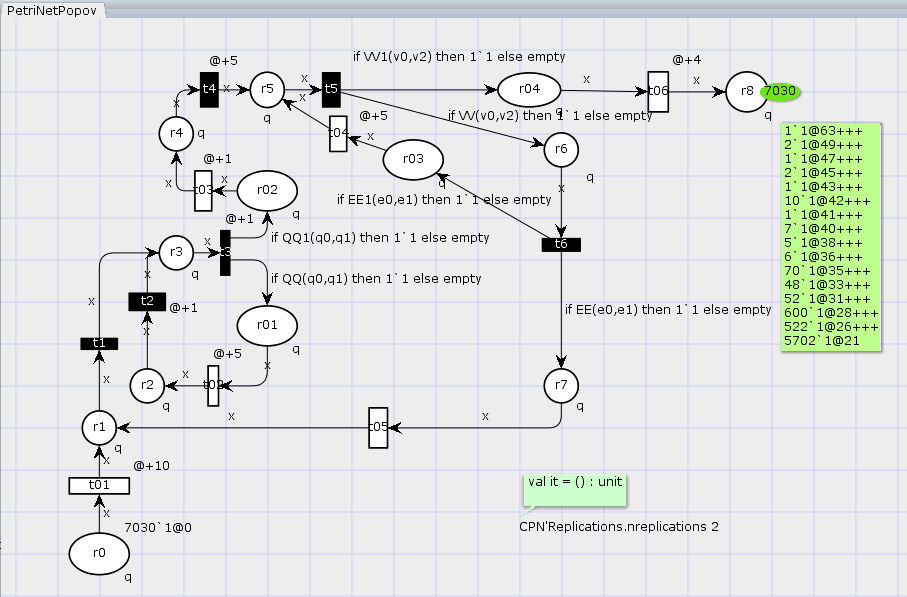 PetriNetPopov
@+5
if W1(v0,v2) then 1`1 else empty
@+4
t4
x
r5
x
t5
r04
x
t06
x
r8
7030
x
x
q
@+5
if W(v0,v2) then 1`1 else empty
q
q
r4
q
t04
x
r6
1`1@63+++
2`1@49+++
1`1@47+++
2`1@45+++
1`1@43+++
10`1@42+++
1`1@41+++
7`1@40+++
5`1@38+++
6`1@36+++
70`1@35+++
48`1@33+++
52`1@31+++
600`1@28+++
522`1@26+++
5702`1@21
@+1
r03
q
q
x
t03
x
r02
x
if EE1(e0,e1) then 1`1 else empty
q
@+1
if QQ1(q0,q1) then 1`1 else empty
r3
x
t3
t6
q
x
if QQ(q0,q1) then 1`1 else empty
x
t2
@+1
if EE(e0,e1) then 1`1 else empty
r01
x
t1
q
@+5
x
x
x
r2
t02
r7
q
q
x
x
r1
t05
q
x
@+10
t01
val it = () : unit
x
7030`1@0
CPN'Replications.nreplications 2
r0
q